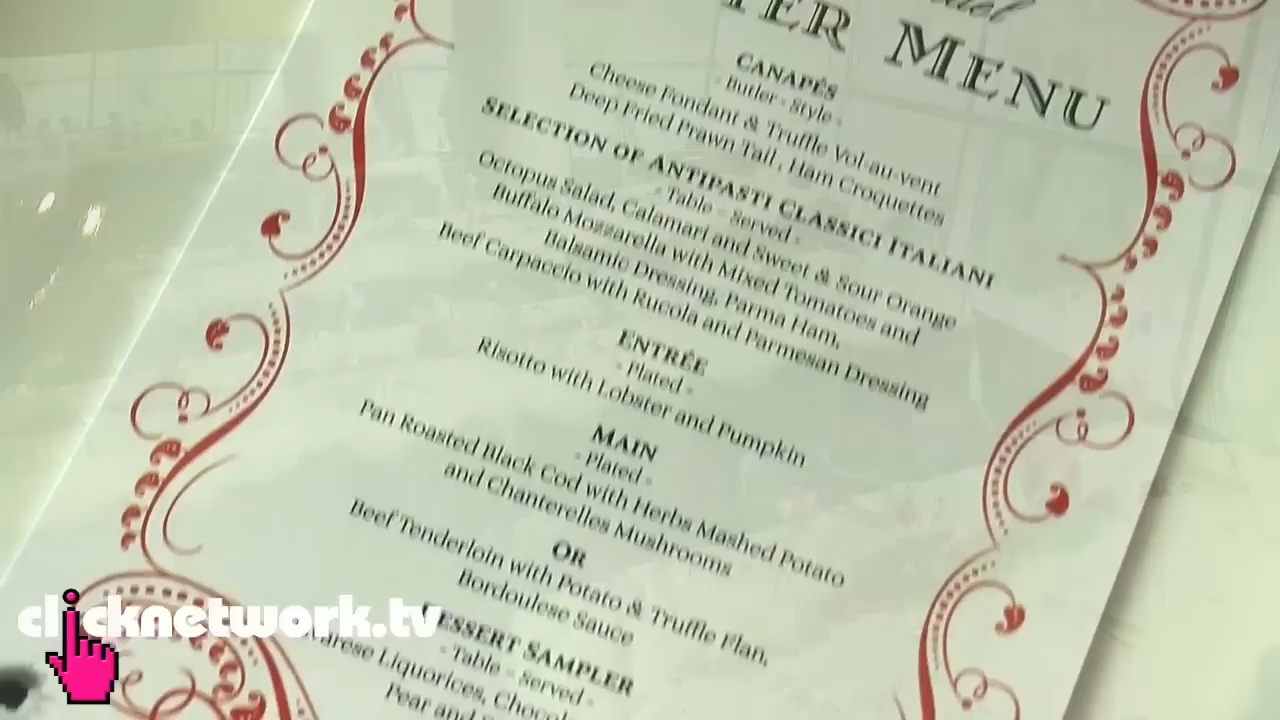 MENU
CANAPÉS
- Butler - Style -
Cheese Fondant & Truffle Vol-au-vent
Deep Fried Prawn Tail , Ham Croquettes
SELECTION OF ANTIPASTI CLASSICI ITALIANI
- Table - Served -
Octopus Salad, Calamari and Sweet & Sour Orange
Buffalo Mozzarella with Mixed Tomatoes and
Balsamic Dressing, Parma Ham,
Beef Carpaccio with Rucola and Parmesan Dressing
ENTRÉE
- Plated -
Risotto with Lobster and Pumpkin
MAIN
- Plated -
Pan Roasted Black Cod with Herbs Mashed Potato
and Chanterelles Mushrooms
OR
Beef Tenderloin with Potato & Truffle Flan,
Bordoulese Sauce
DESSERT SAMPLER
- Table - Served -
Liquorices,
Pear and
clicknetwork.tv